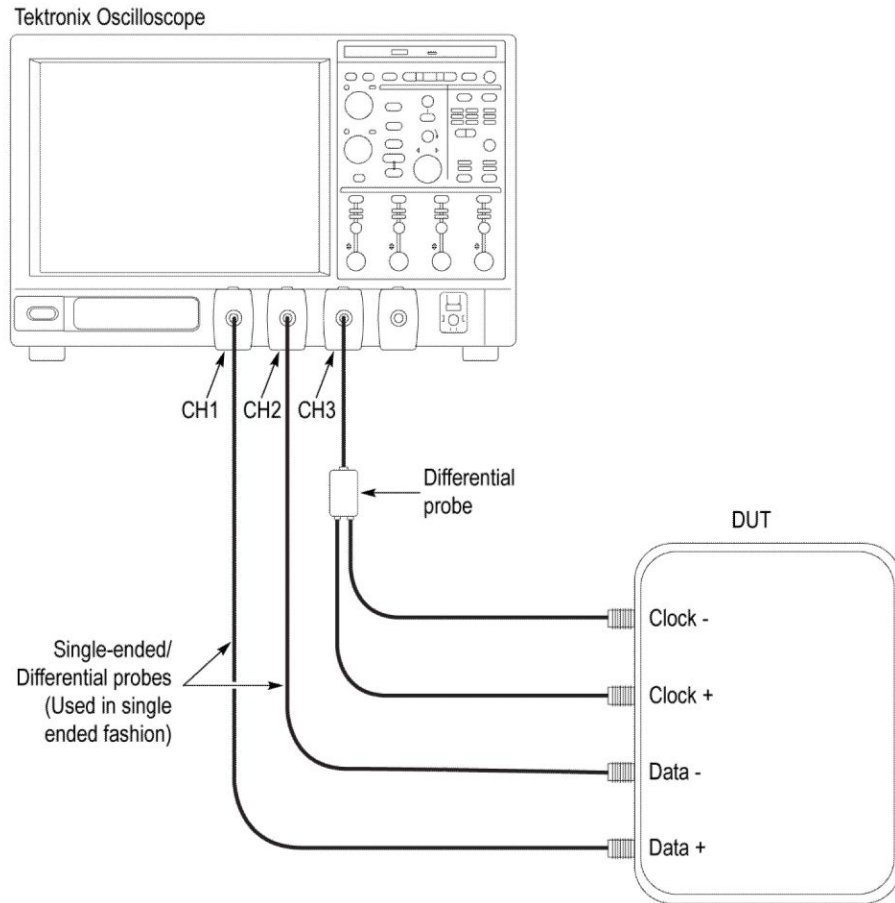 Tektronix Oscilloscope
CH1
CH2
CH3
Differential
probe
DUT
Clock -
Single-ended/
Differential probes
(Used in single
ended fashion)
Clock +
Data -
Data +